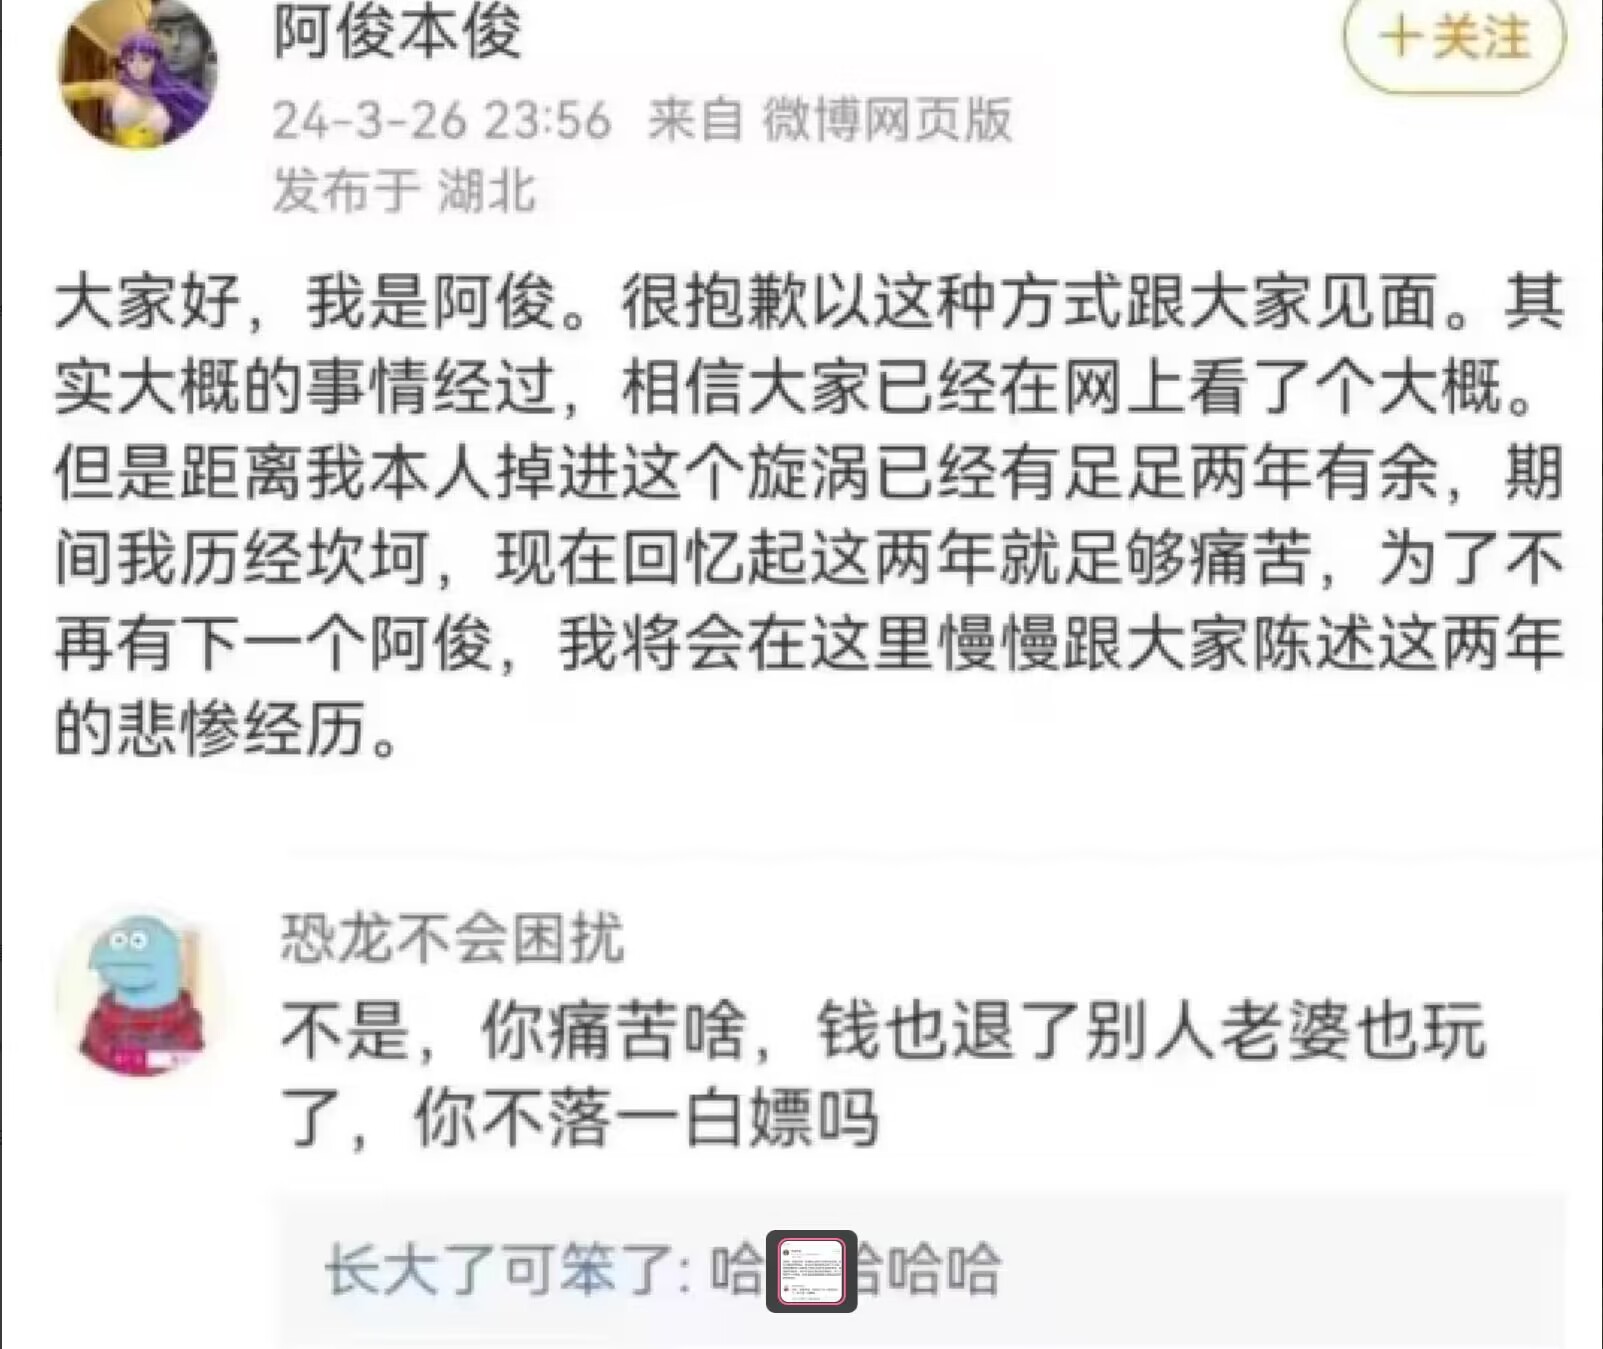 阿俊本俊
+关注
24-3-26 23:56 来自 微博网页版
发布于 湖北
大家好，我是阿俊。很抱歉以这种方式跟大家见面。其
实大概的事情经过，相信大家已经在网上看了个大概。
但是距离我本人掉进这个旋涡已经有足足两年有余，期
间我历经坎坷，现在回忆起这两年就足够痛苦，为了不
再有下一个阿俊，我将会在这里慢慢跟大家陈述这两年
的悲惨经历。
恐龙不会困扰
不是，你痛苦啥，钱也退了别人老婆也玩
了，你不落一白嫖吗
长大了可笨了: 哈哈哈哈